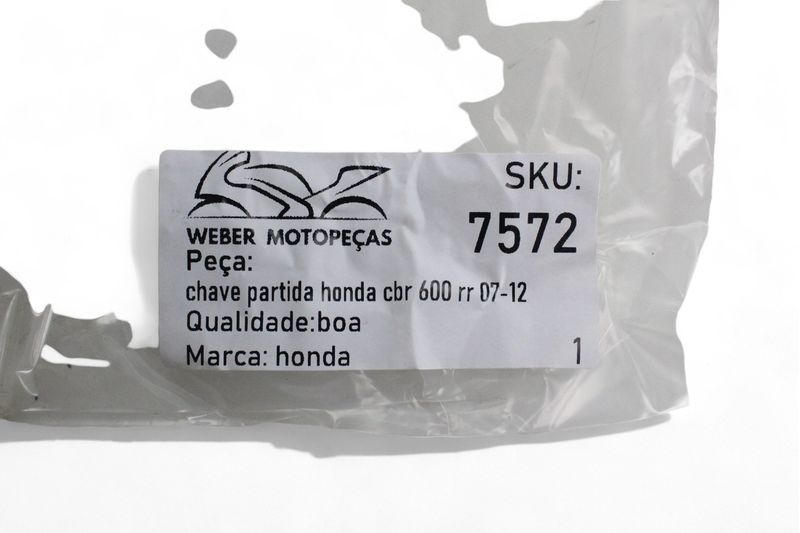 SKU:
7572
WEBER MOTOPEÇAS
Peça:
chave partida honda cbr 600 rr 07-12
Qualidade:boa
Marca: honda 1